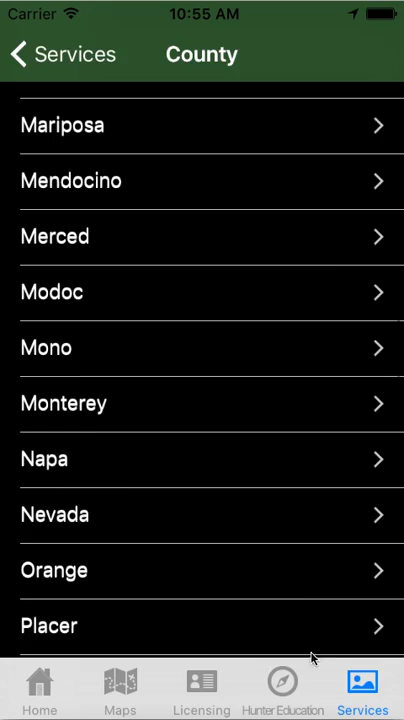 Carrier 10:55 AM
Services County
Mariposa
Mendocino
Merced
Modoc
Mono
Monterey
Napa
Nevada
Orange
Placer
Home Maps Licensing Hunter Education Services